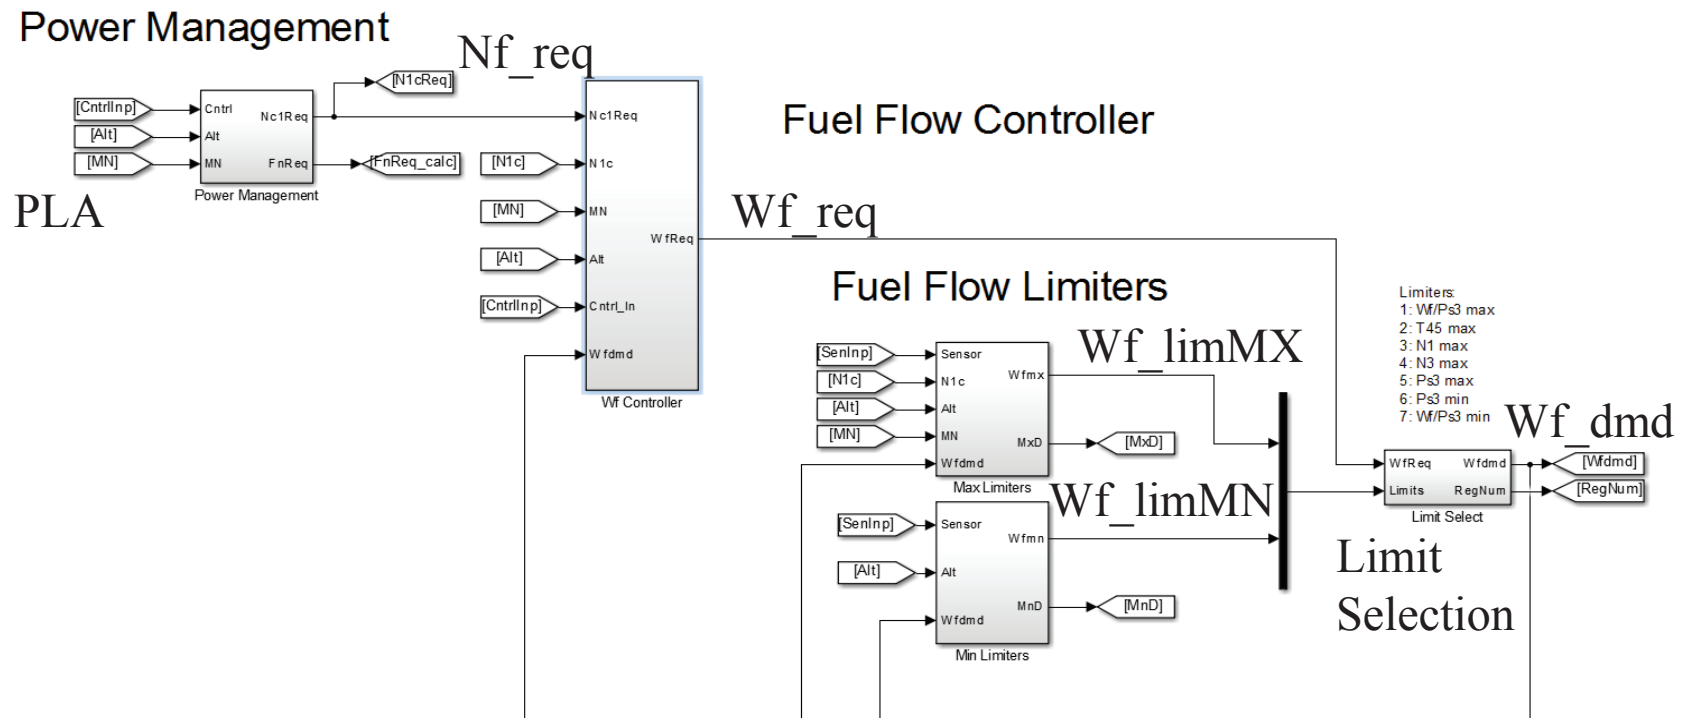 Power Management
Nf_req
[N1cReq]
[CntrlInp]
[Alt]
[MN]
Cntrl
Alt
MN
Nc1Req
FnReq
[FnReq_calc]
Power Management
PLA
Fuel Flow Controller
[N1c]
[MN]
[Alt]
[CntrlInp]
Nc1Req
N1c
MN
Alt
Cntrl_In
Wfdmd
WfReq
Wf Controller
Wf_req
Fuel Flow Limiters
[SenInp]
[N1c]
[Alt]
[MN]
Sensor
N1c
Alt
MN
Wfdmd
Wfmx
MxD
[MxD]
Max Limiters
Wf_limMX
[SenInp]
[Alt]
Sensor
Alt
Wfdmd
Wfmn
MnD
[MnD]
Min Limiters
Wf_limMN
Limiters:
1: Wf/Ps3 max
2: T45 max
3: N1 max
4: N3 max
5: Ps3 max
6: Ps3 min
7: Wf/Ps3 min
Wf_dmd
WfReq
Limits
Wfdmd
RegNum
[Wfdmd]
[RegNum]
Limit Select
Limit
Selection